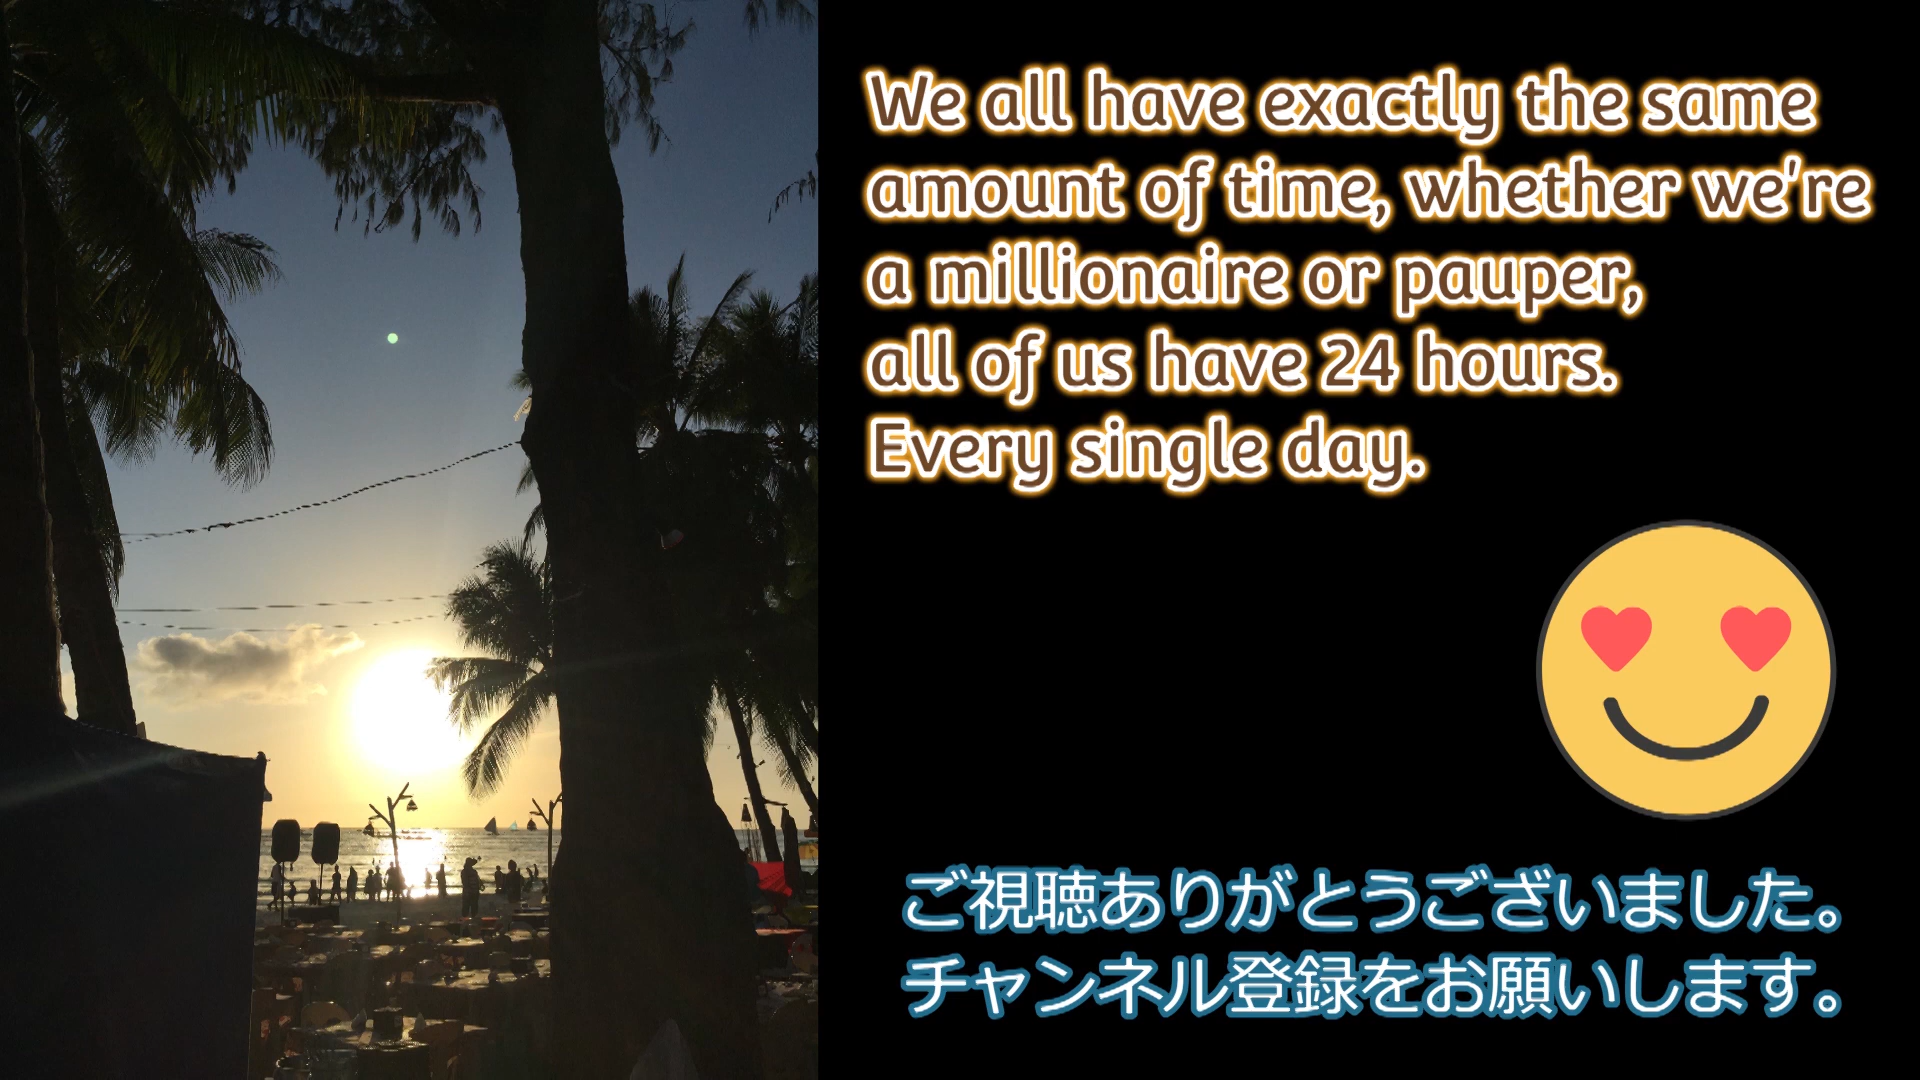 We all have exactly the same
amount of time, whether we're
a millionaire or pauper,
all of us have 24 hours.
Every single day.
ご視聴ありがとうございました。
チャンネル登録をお願いします。